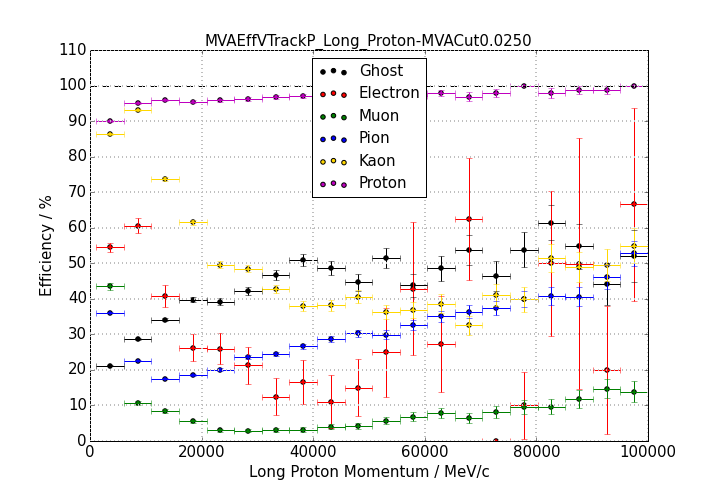 MVAEffVTrackP_Long_Proton-MVACut0.0250
110
100
90
80
70
60
50
40
30
20
10
0
Efficiency / %
Ghost
Electron
Muon
Pion
Kaon
Proton
0 20000 40000 60000 80000 100000
Long Proton Momentum / MeV/c